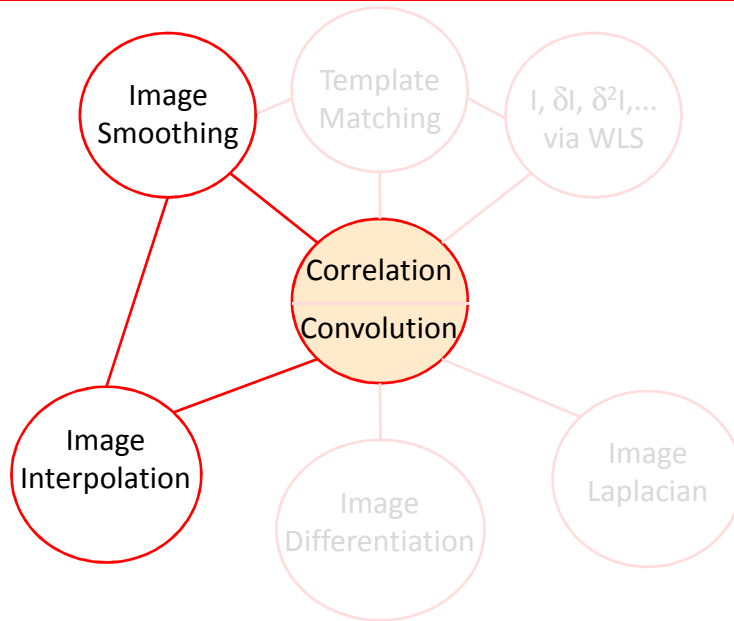 Image
Smoothing
Template
Matching
I, δI, δ²I,...
via WLS
Correlation
Convolution
Image
Interpolation
Image
Differentiation
Image
Laplacian